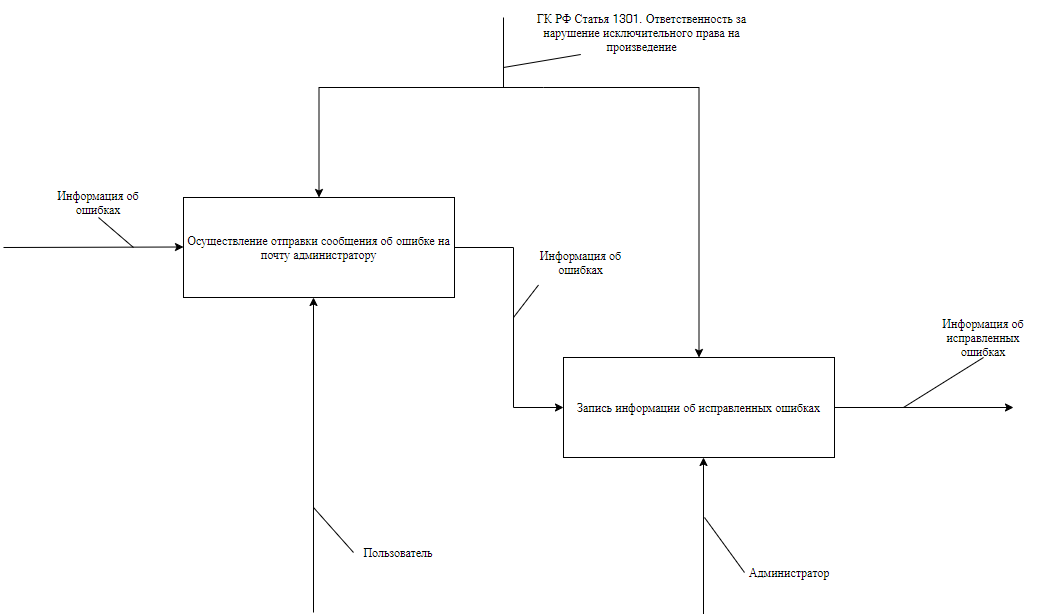 ГК РФ Статья 1301. Ответственность за
нарушение исключительного права на
произведение
Информация об
ошибках
Осуществление отправки сообщения об ошибке на
почту администратору
Информация об
ошибках
Информация об
исправленных
ошибках
Запись информации об исправленных ошибках
Пользователь
Администратор